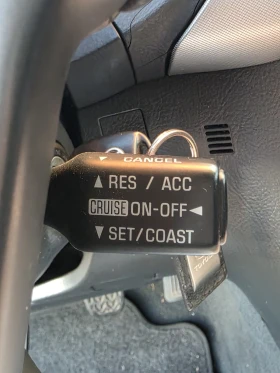 ▼ CANCEL
▲ RES / ACC
CRUISE ON-OFF ◄
▼ SET/COAST